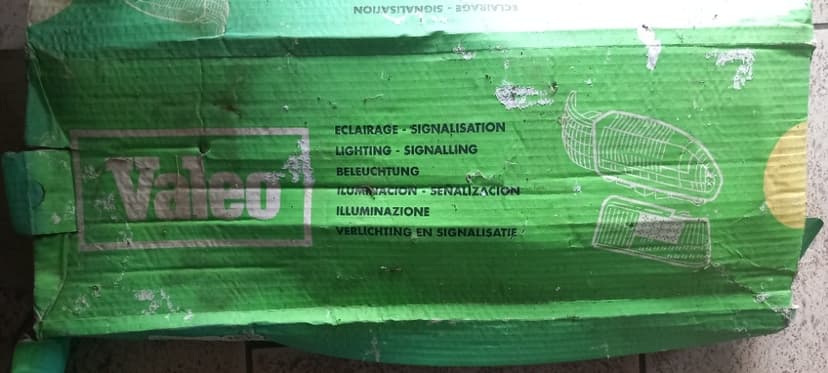 ECLAIRAGE - SIGNALISATION
Valeo
ECLAIRAGE - SIGNALISATION
LIGHTING - SIGNALLING
BELEUCHTUNG
ILUMINACION - SEÑALIZACION
ILLUMINAZIONE
VERLICHTING EN SIGNALISATIE